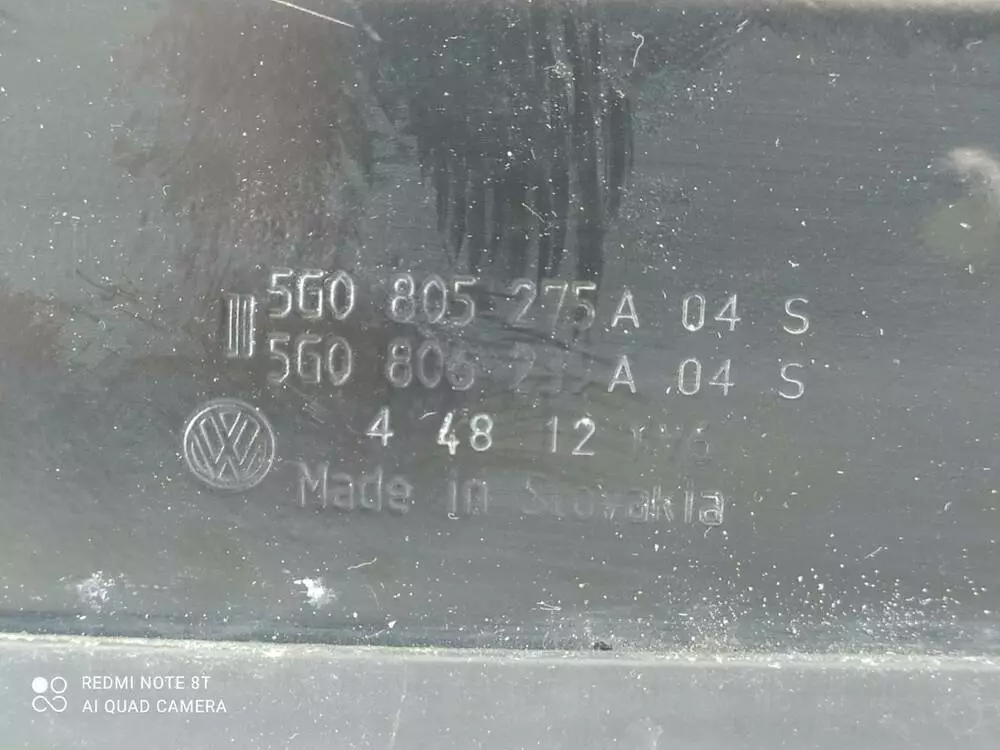 5G0 805 275 A 04 S
5G0 806 A 04 S
4 48 12
Made in Slovakia
REDMI NOTE 8T
AI QUAD CAMERA